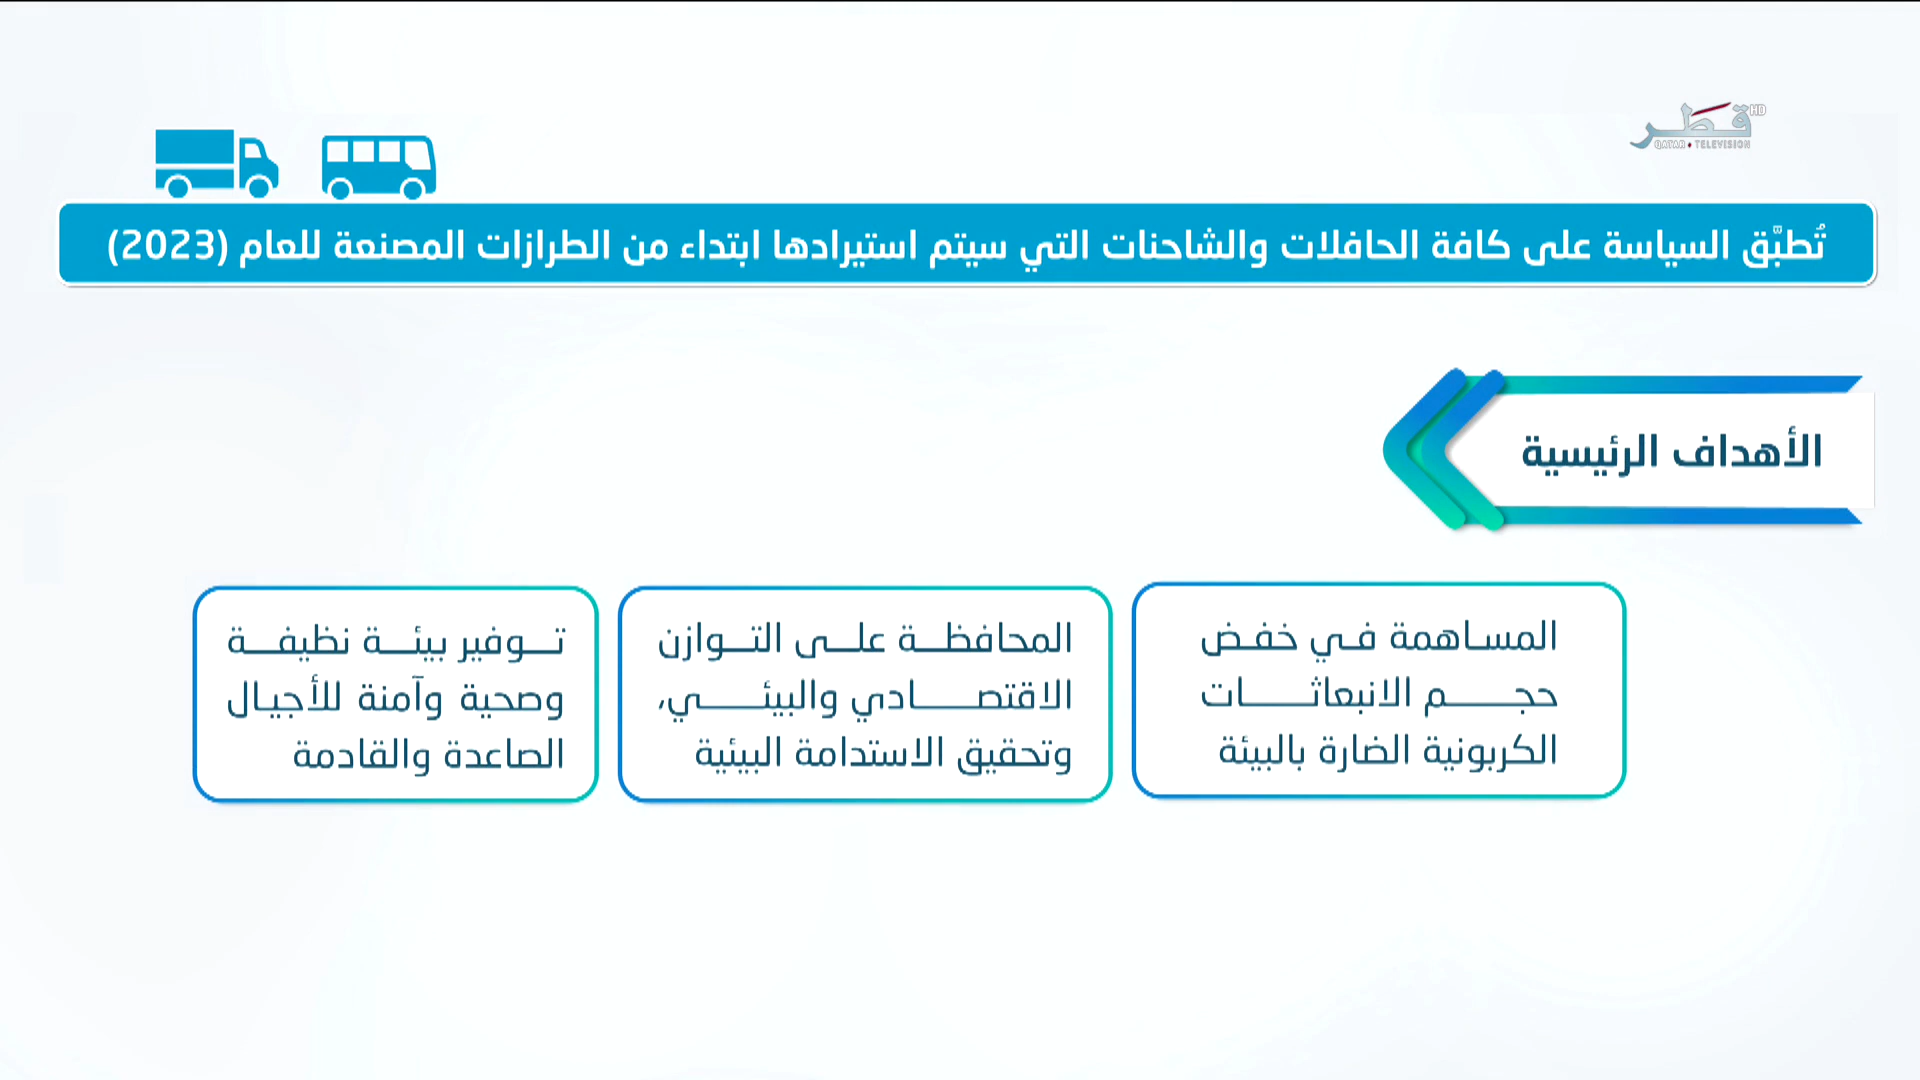 قطر HD
QATAR TELEVISION
تُطبَّق السياسة على كافة الحافلات والشاحنات التي سيتم استيرادها ابتداء من الطرازات المصنعة للعام (2023)
الأهداف الرئيسية
المساهمة في خفض
حجم الانبعاثات
الكربونية الضارة بالبيئة
المحافظة على التوازن
الاقتصادي والبيئي،
وتحقيق الاستدامة البيئية
توفير بيئة نظيفة
وصحية وآمنة للأجيال
الصاعدة والقادمة